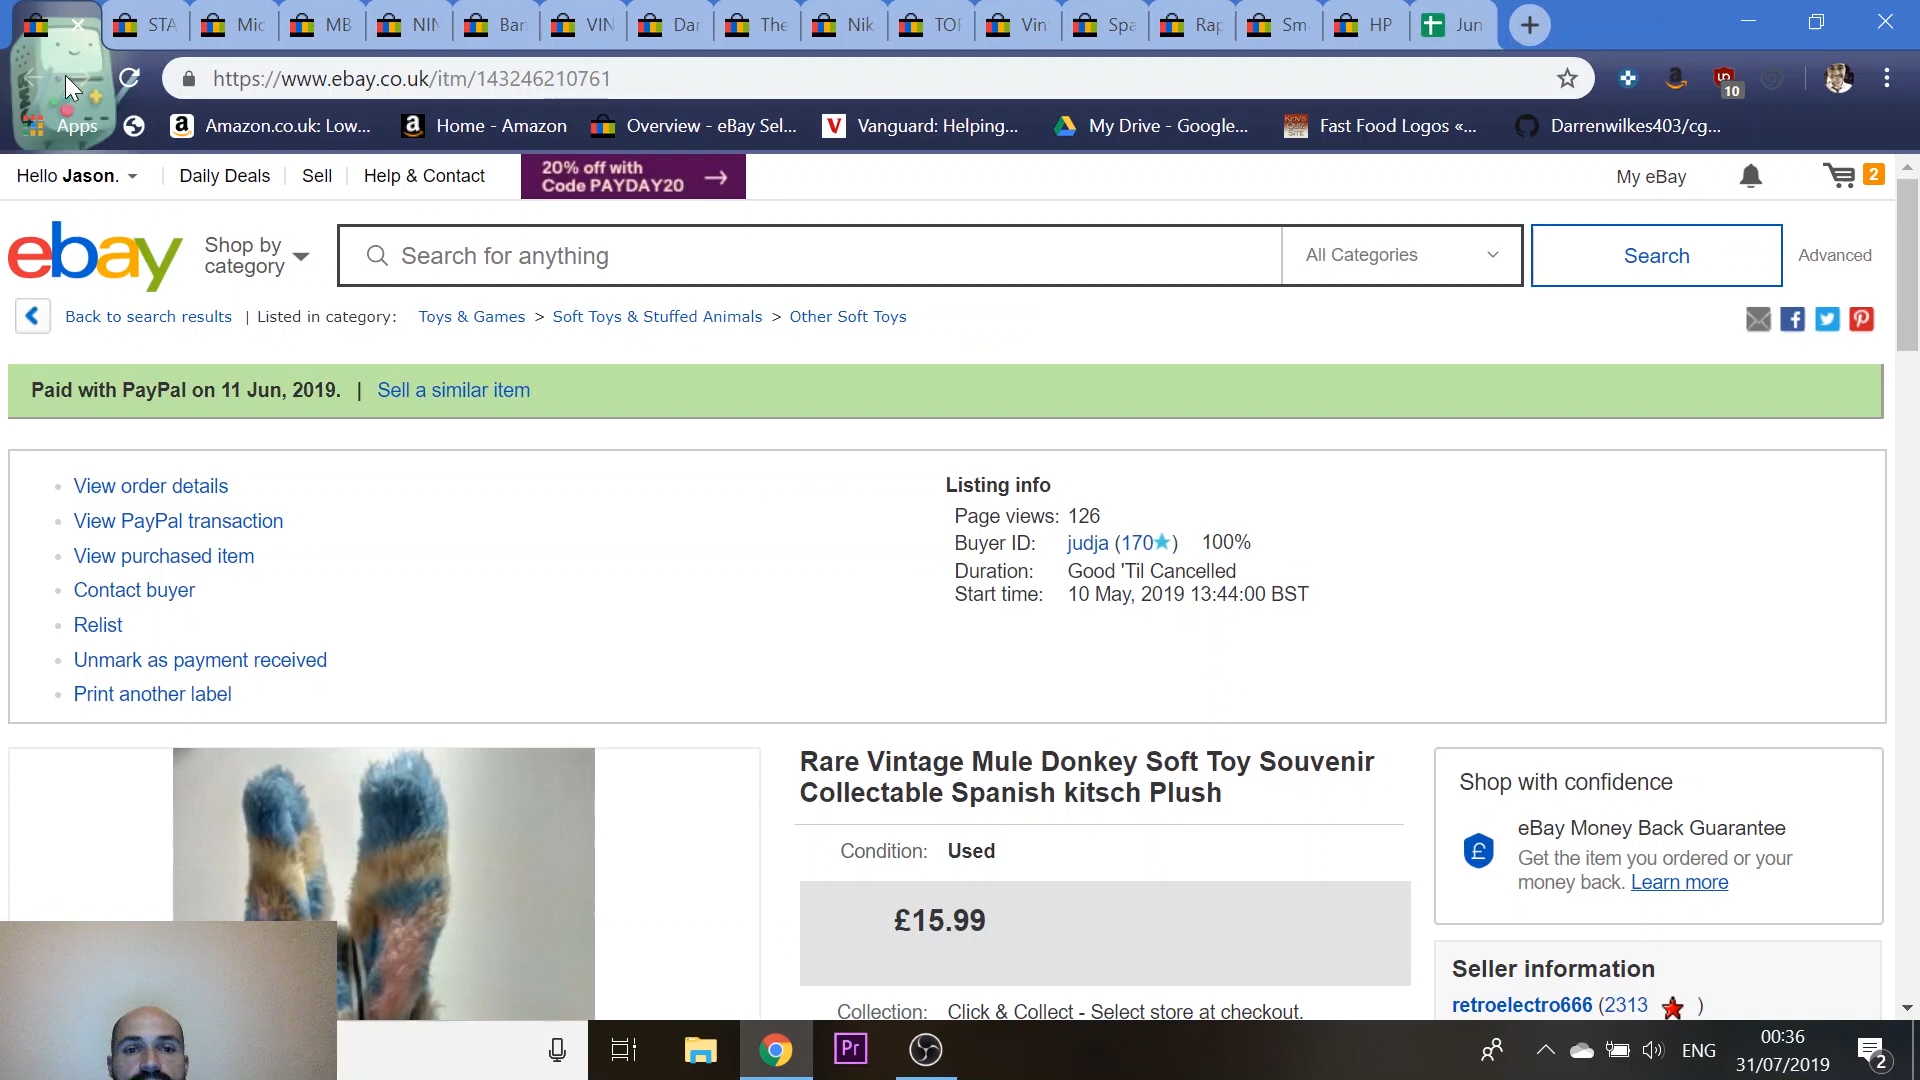 STA
Mic
MB
NIN
Ban
VIN
Dar
The
Nik
TOP
Vin
Spa
Rap
Sma
HP
Jun
https://www.ebay.co.uk/itm/143246210761
10
Apps
Amazon.co.uk: Low...
Home - Amazon
Overview - eBay Sel...
Vanguard: Helping...
My Drive - Google...
Fast Food Logos «...
Darrenwilkes403/cg...
Hello Jason.
Daily Deals
Sell
Help & Contact
20% off with
Code PAYDAY20
My eBay
2
ebay
Shop by
category
Search for anything
All Categories
Search
Advanced
Back to search results | Listed in category: Toys & Games > Soft Toys & Stuffed Animals > Other Soft Toys
Paid with PayPal on 11 Jun, 2019. | Sell a similar item
View order details
View PayPal transaction
View purchased item
Contact buyer
Relist
Unmark as payment received
Print another label
Listing info
Page views: 126
Buyer ID: judja (170) 100%
Duration: Good 'Til Cancelled
Start time: 10 May, 2019 13:44:00 BST
Rare Vintage Mule Donkey Soft Toy Souvenir
Collectable Spanish kitsch Plush
Condition: Used
£15.99
Collection: Click & Collect - Select store at checkout.
Shop with confidence
eBay Money Back Guarantee
Get the item you ordered or your
money back. Learn more
Seller information
retroelectro666 (2313 )
Pr
ENG
00:36
31/07/2019
2